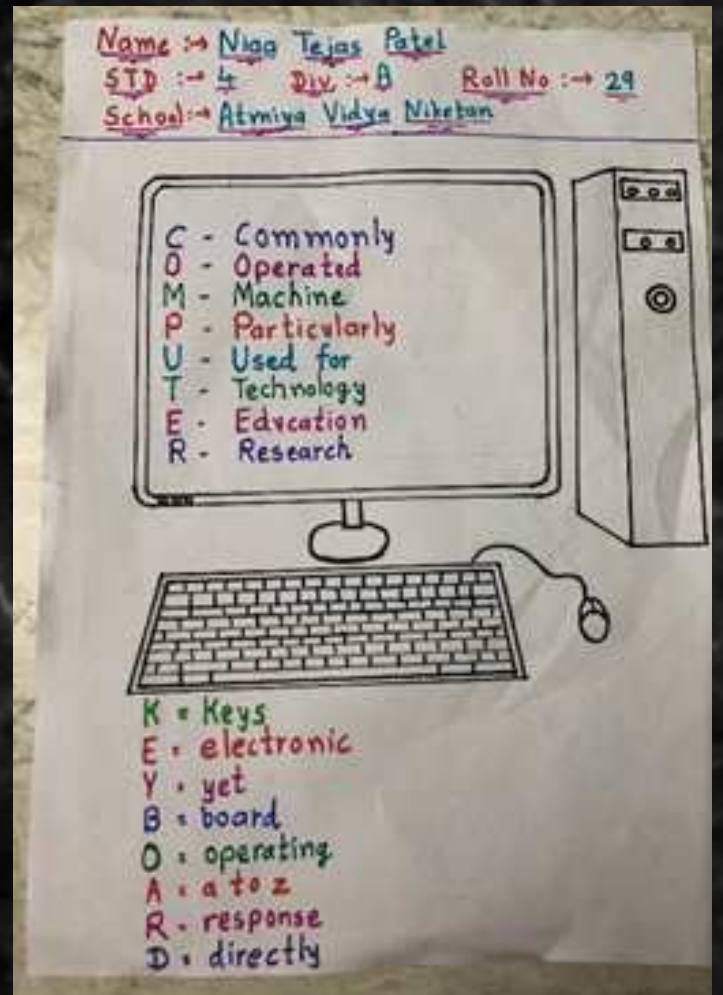 Name :→ Niaa Tejas Patel
STD :→ 4 Div :→ B Roll No :→ 29
School :→ Atmiya Vidya Niketan
C - Commonly
O - Operated
M - Machine
P - Particularly
U - Used for
T - Technology
E - Education
R - Research
K = Keys
E = electronic
Y = yet
B = board
O = operating
A = a to z
R = response
D = directly